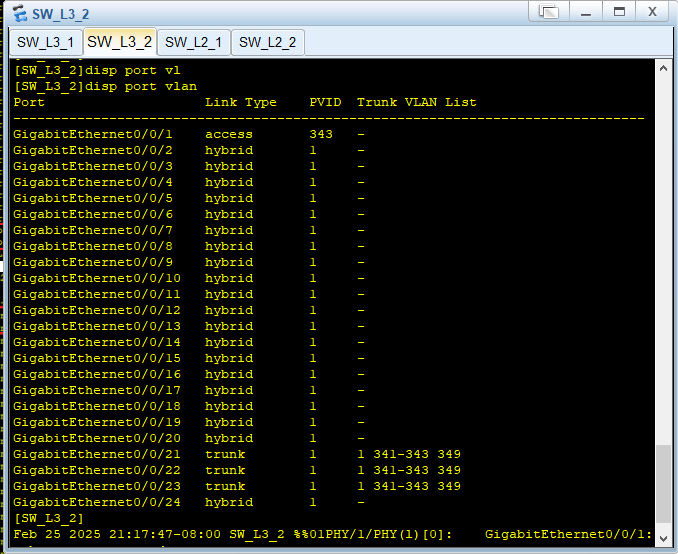 SW_L3_2
SW_L3_1 SW_L3_2 SW_L2_1 SW_L2_2
[SW_L3_2]disp port vl
[SW_L3_2]disp port vlan
Port Link Type PVID Trunk VLAN List
-------------------------------------------------------------------------------
GigabitEthernet0/0/1 access 343 -
GigabitEthernet0/0/2 hybrid 1 -
GigabitEthernet0/0/3 hybrid 1 -
GigabitEthernet0/0/4 hybrid 1 -
GigabitEthernet0/0/5 hybrid 1 -
GigabitEthernet0/0/6 hybrid 1 -
GigabitEthernet0/0/7 hybrid 1 -
GigabitEthernet0/0/8 hybrid 1 -
GigabitEthernet0/0/9 hybrid 1 -
GigabitEthernet0/0/10 hybrid 1 -
GigabitEthernet0/0/11 hybrid 1 -
GigabitEthernet0/0/12 hybrid 1 -
GigabitEthernet0/0/13 hybrid 1 -
GigabitEthernet0/0/14 hybrid 1 -
GigabitEthernet0/0/15 hybrid 1 -
GigabitEthernet0/0/16 hybrid 1 -
GigabitEthernet0/0/17 hybrid 1 -
GigabitEthernet0/0/18 hybrid 1 -
GigabitEthernet0/0/19 hybrid 1 -
GigabitEthernet0/0/20 hybrid 1 -
GigabitEthernet0/0/21 trunk 1 1 341-343 349
GigabitEthernet0/0/22 trunk 1 1 341-343 349
GigabitEthernet0/0/23 trunk 1 1 341-343 349
GigabitEthernet0/0/24 hybrid 1 -
[SW_L3_2]
Feb 25 2025 21:17:47-08:00 SW_L3_2 %%01PHY/1/PHY(l)[0]: GigabitEthernet0/0/1: